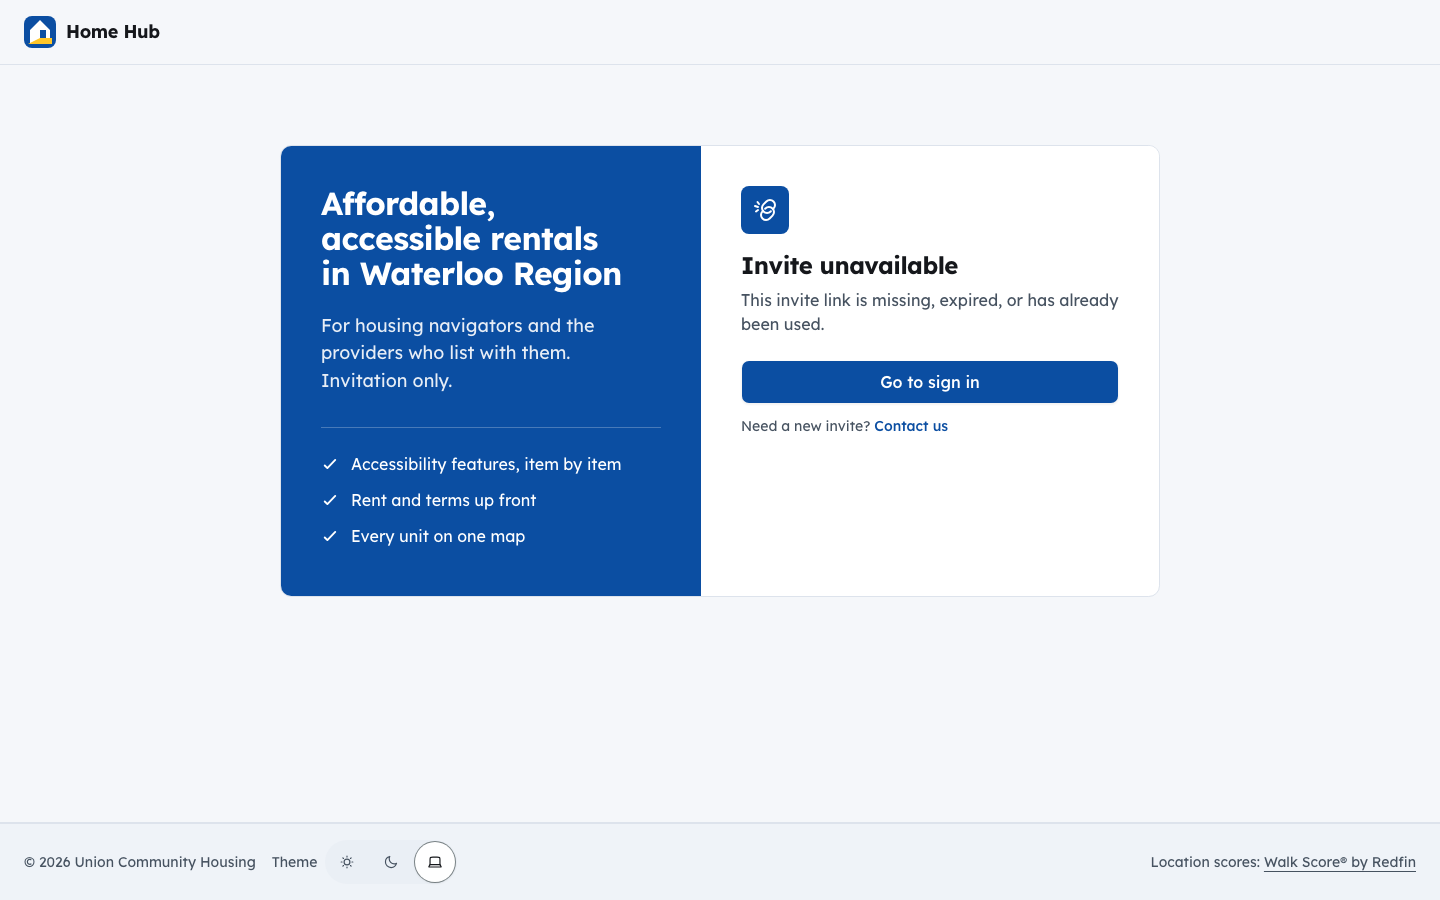 Home Hub
Affordable,
accessible rentals
in Waterloo Region
For housing navigators and the
providers who list with them.
Invitation only.
Accessibility features, item by item
Rent and terms up front
Every unit on one map
Invite unavailable
This invite link is missing, expired, or has already
been used.
Go to sign in
Need a new invite? Contact us
© 2026 Union Community Housing
Theme
Location scores: Walk Score® by Redfin